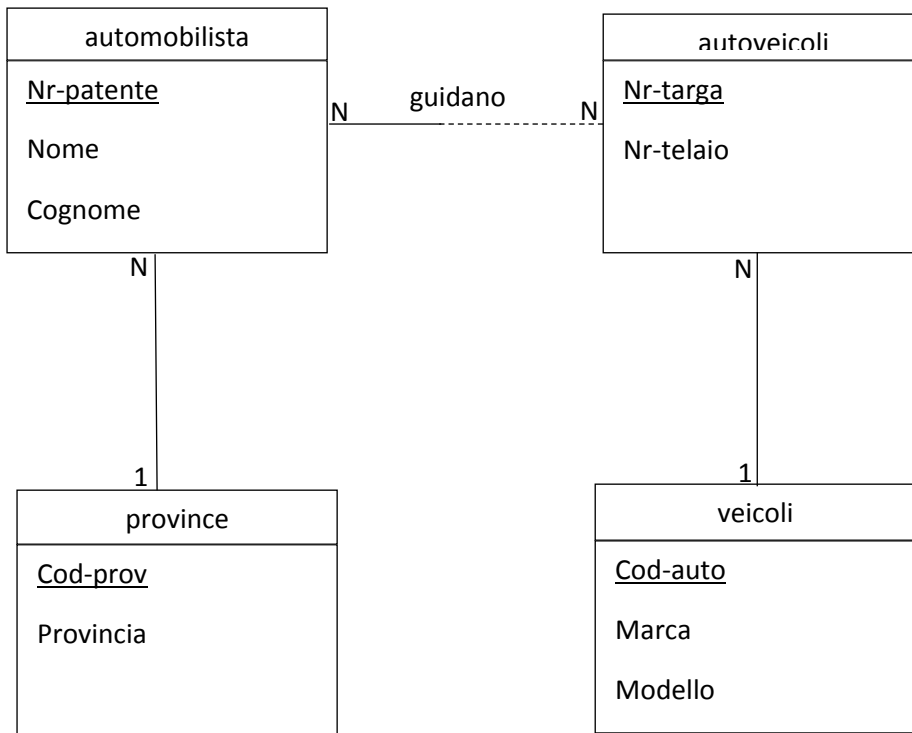 automobilista
Nr-patente
Nome
Cognome
N
guidano
N
autoveicoli
Nr-targa
Nr-telaio
N
1
province
Cod-prov
Provincia
N
1
veicoli
Cod-auto
Marca
Modello